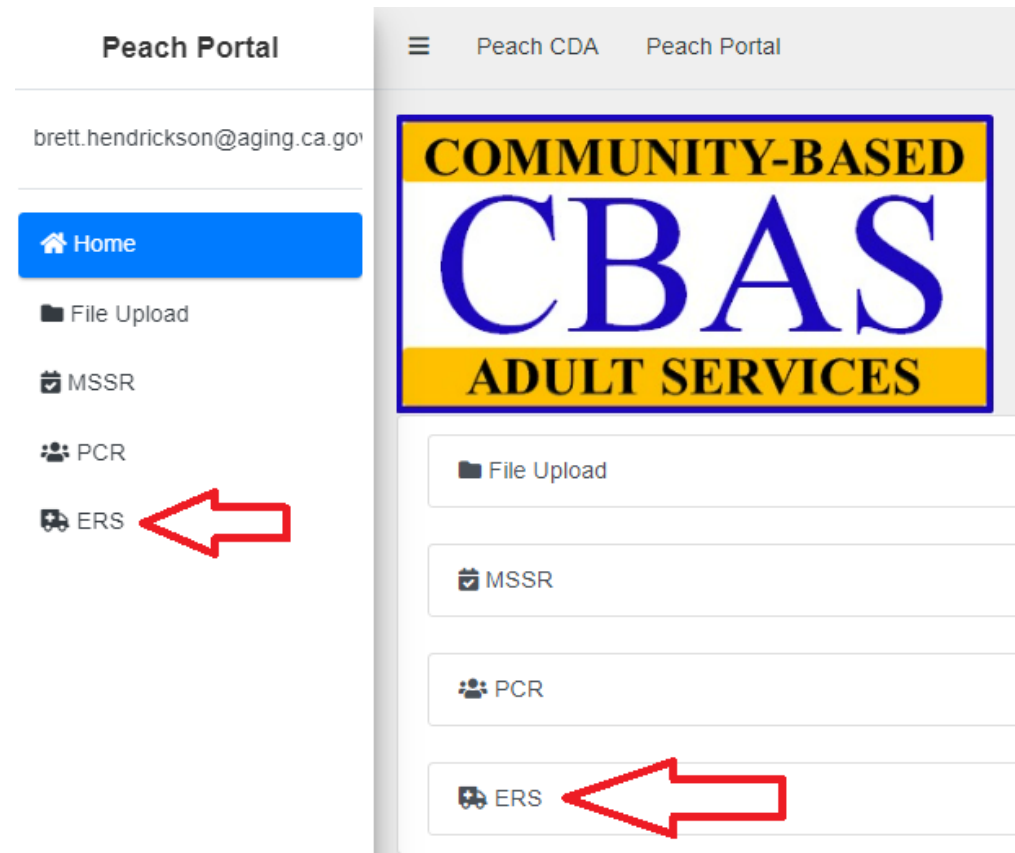 Peach Portal
brett.hendrickson@aging.ca.gov
Home
File Upload
MSSR
PCR
ERS
Peach CDA Peach Portal
COMMUNITY-BASED
CBAS
ADULT SERVICES
File Upload
MSSR
PCR
ERS